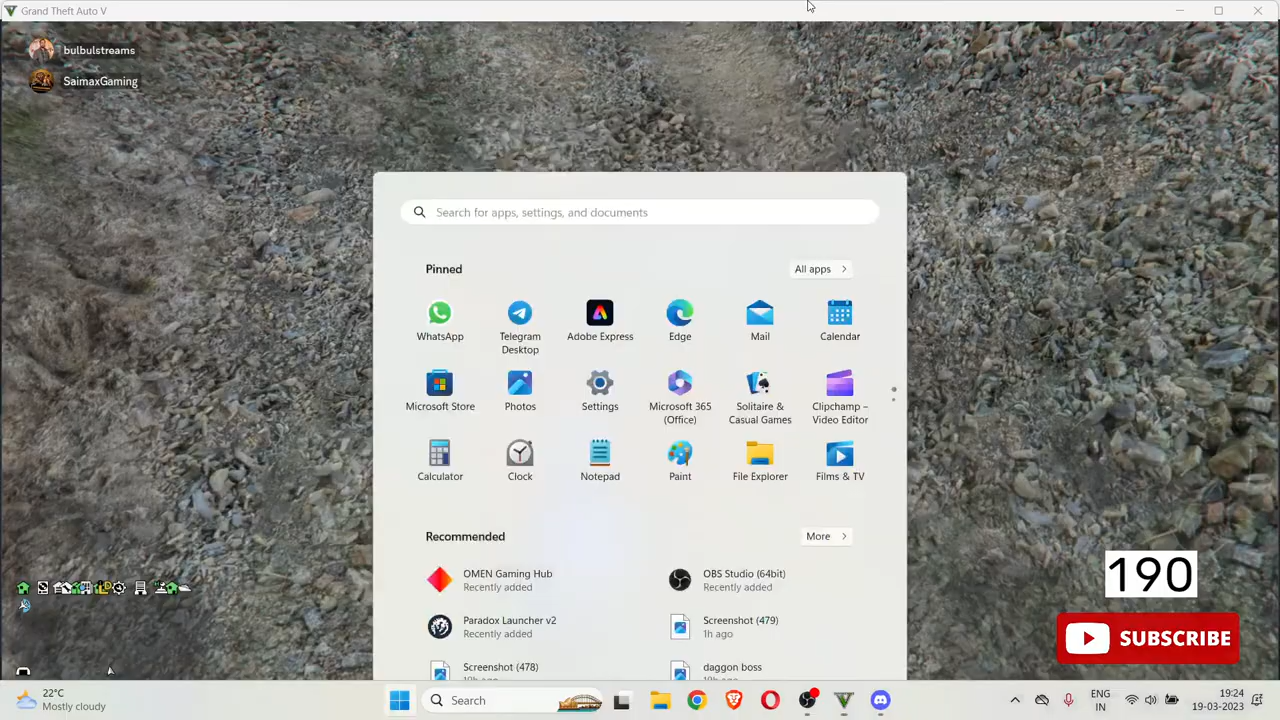 Grand Theft Auto V
bulbulstreams
SaimaxGaming
Search for apps, settings, and documents
Pinned
All apps
WhatsApp
Telegram
Desktop
Adobe Express
Edge
Mail
Calendar
Microsoft Store
Photos
Settings
Microsoft 365
(Office)
Solitaire &
Casual Games
Clipchamp –
Video Editor
Calculator
Clock
Notepad
Paint
File Explorer
Films & TV
Recommended
More
OMEN Gaming Hub
Recently added
OBS Studio (64bit)
Recently added
Paradox Launcher v2
Recently added
Screenshot (479)
1h ago
Screenshot (478)
daggon boss
190
SUBSCRIBE
22°C
Mostly cloudy
Search
ENG
IN
19:24
19-03-2023